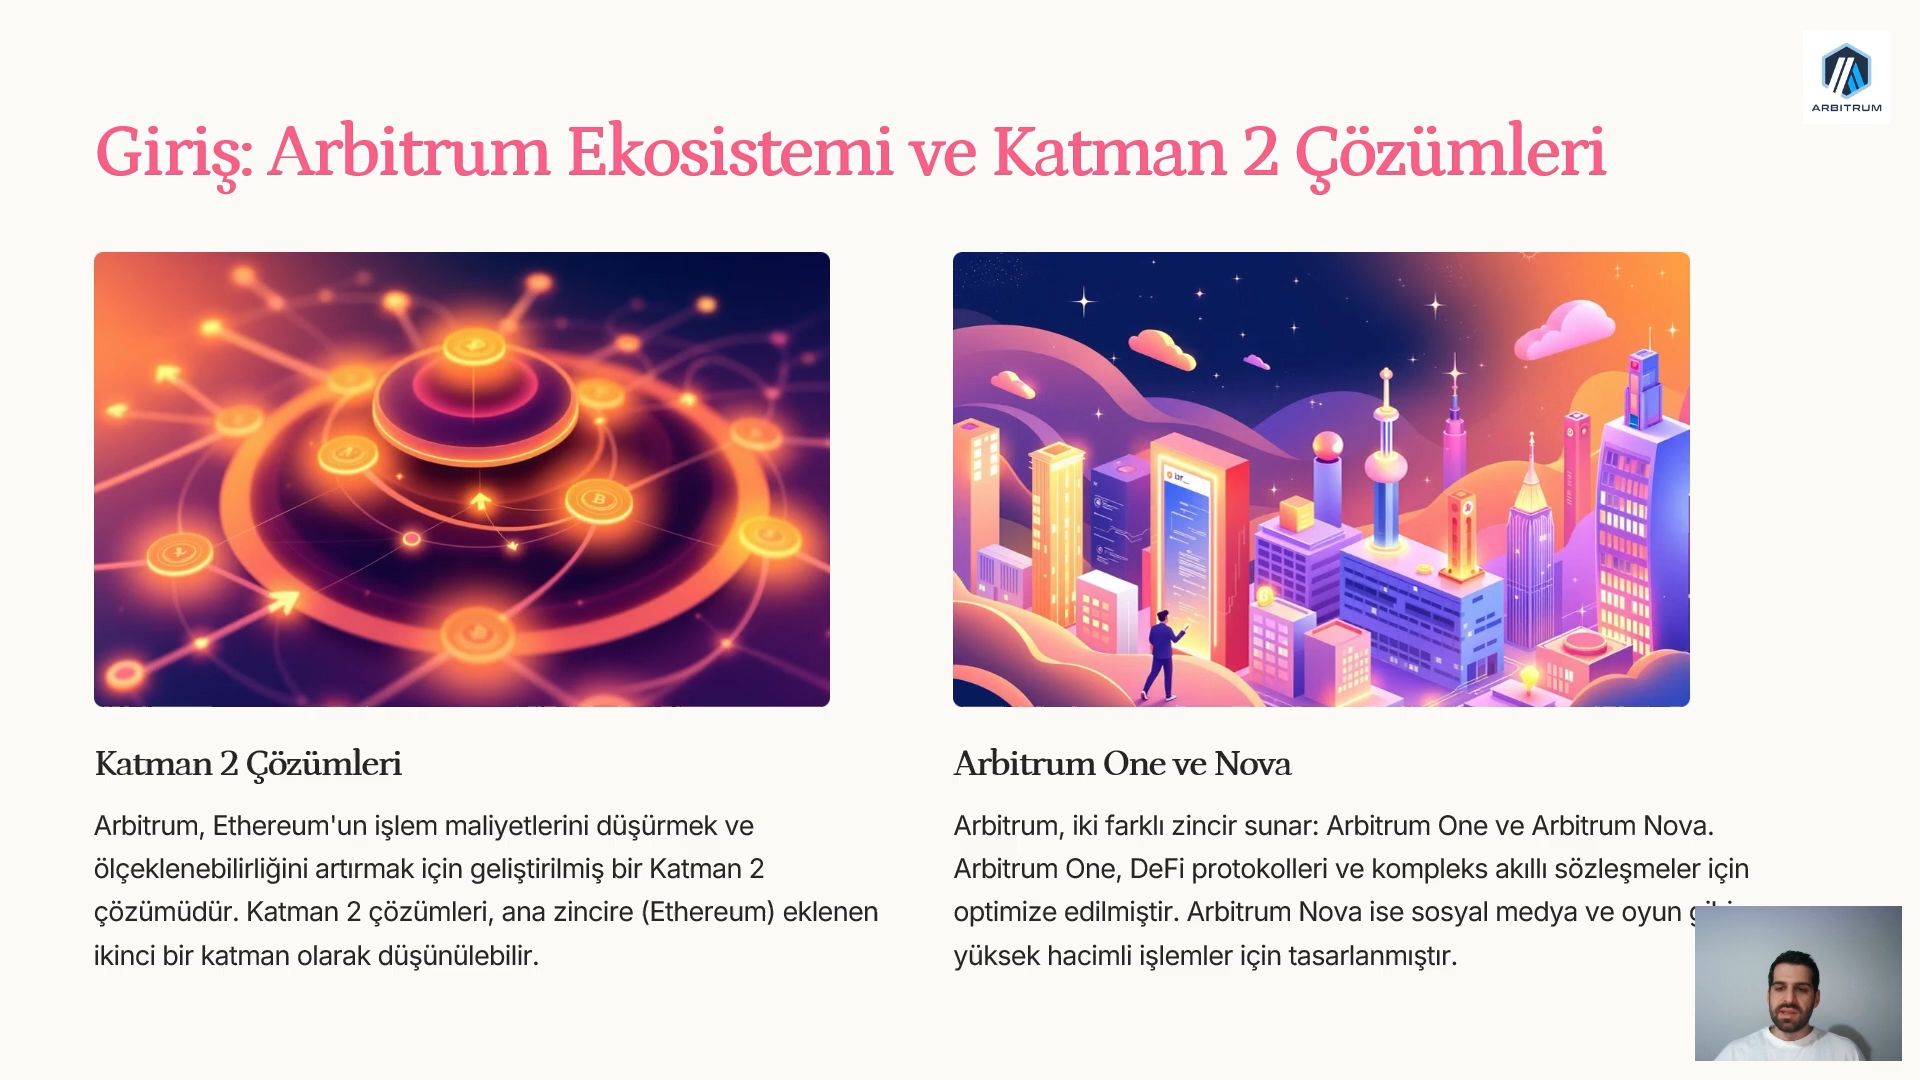 ARBITRUM
Giriş: Arbitrum Ekosistemi ve Katman 2 Çözümleri
Katman 2 Çözümleri
Arbitrum, Ethereum'un işlem maliyetlerini düşürmek ve
ölçeklenebilirliğini artırmak için geliştirilmiş bir Katman 2
çözümüdür. Katman 2 çözümleri, ana zincire (Ethereum) eklenen
ikinci bir katman olarak düşünülebilir.
Arbitrum One ve Nova
Arbitrum, iki farklı zincir sunar: Arbitrum One ve Arbitrum Nova.
Arbitrum One, DeFi protokolleri ve kompleks akıllı sözleşmeler için
optimize edilmiştir. Arbitrum Nova ise sosyal medya ve oyun
yüksek hacimli işlemler için tasarlanmıştır.